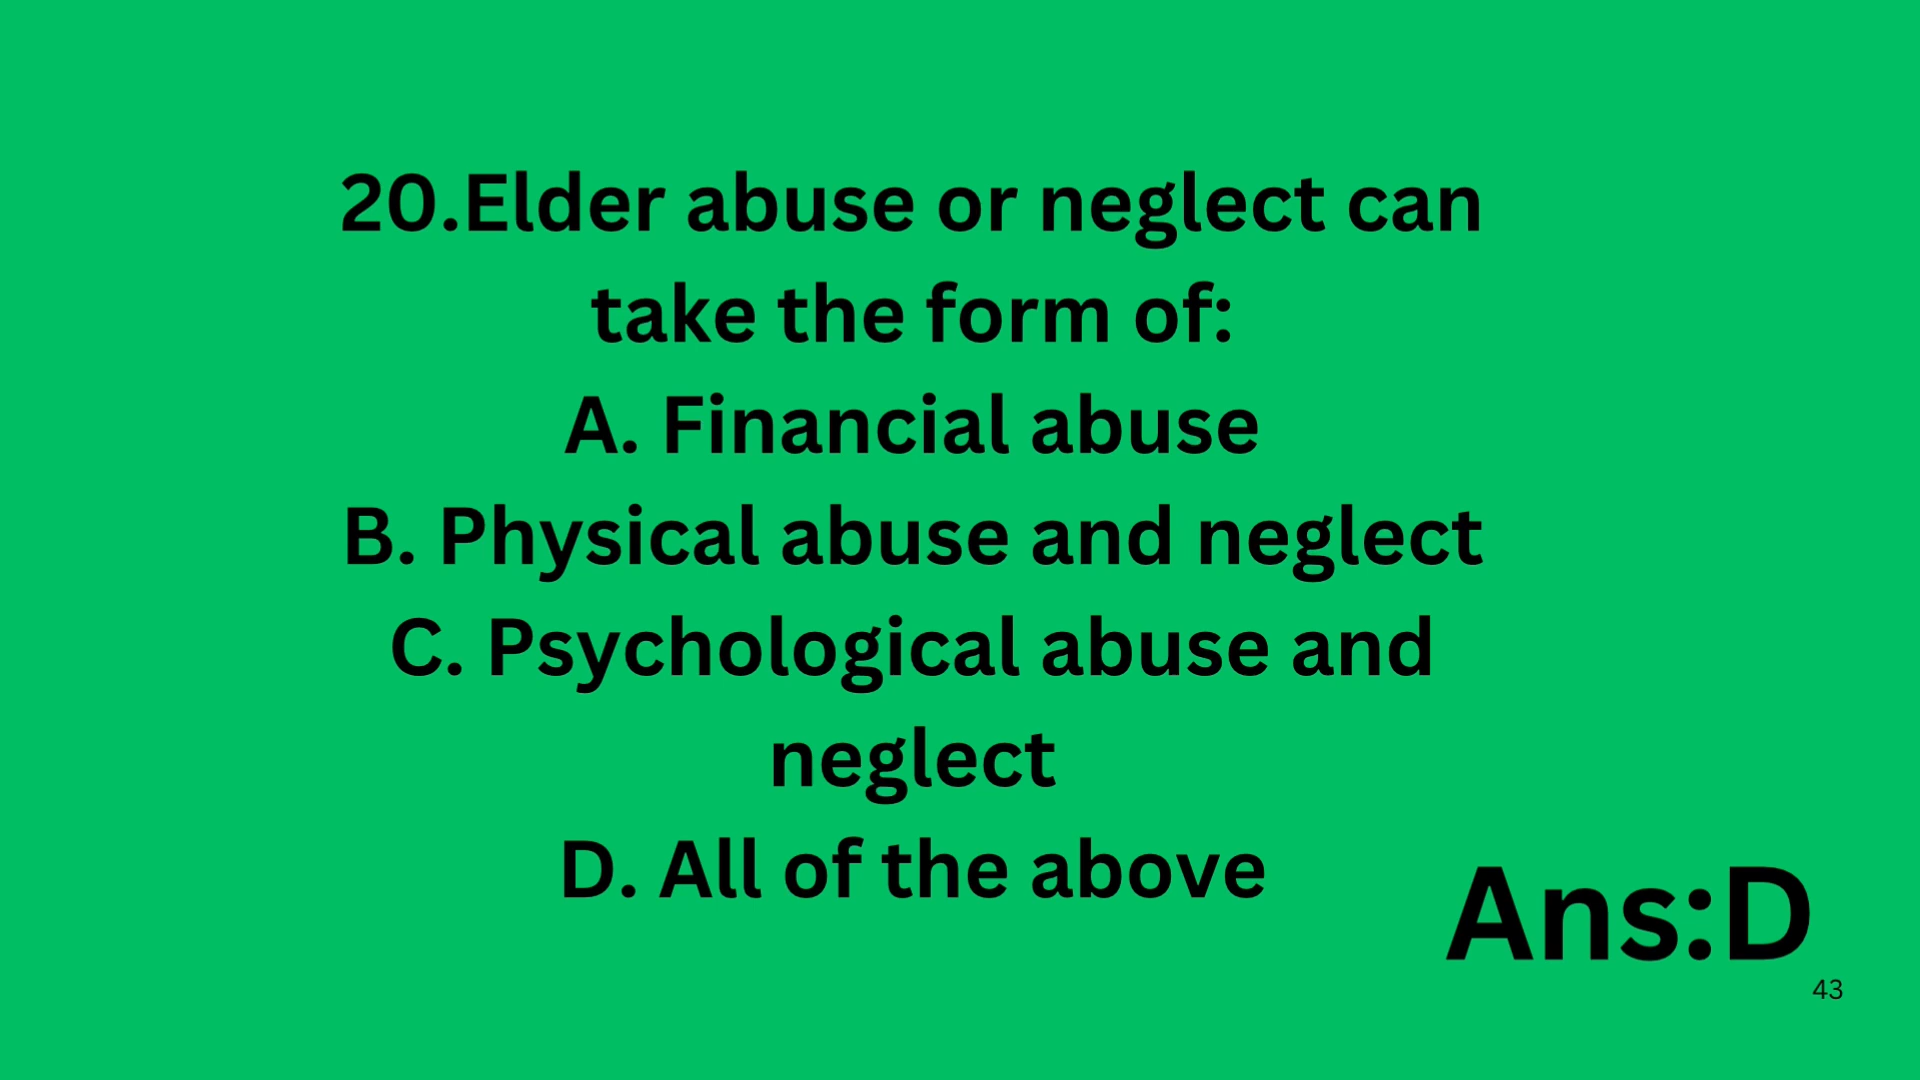 20.Elder abuse or neglect can
take the form of:
A. Financial abuse
B. Physical abuse and neglect
C. Psychological abuse and
neglect
D. All of the above
Ans:D
43